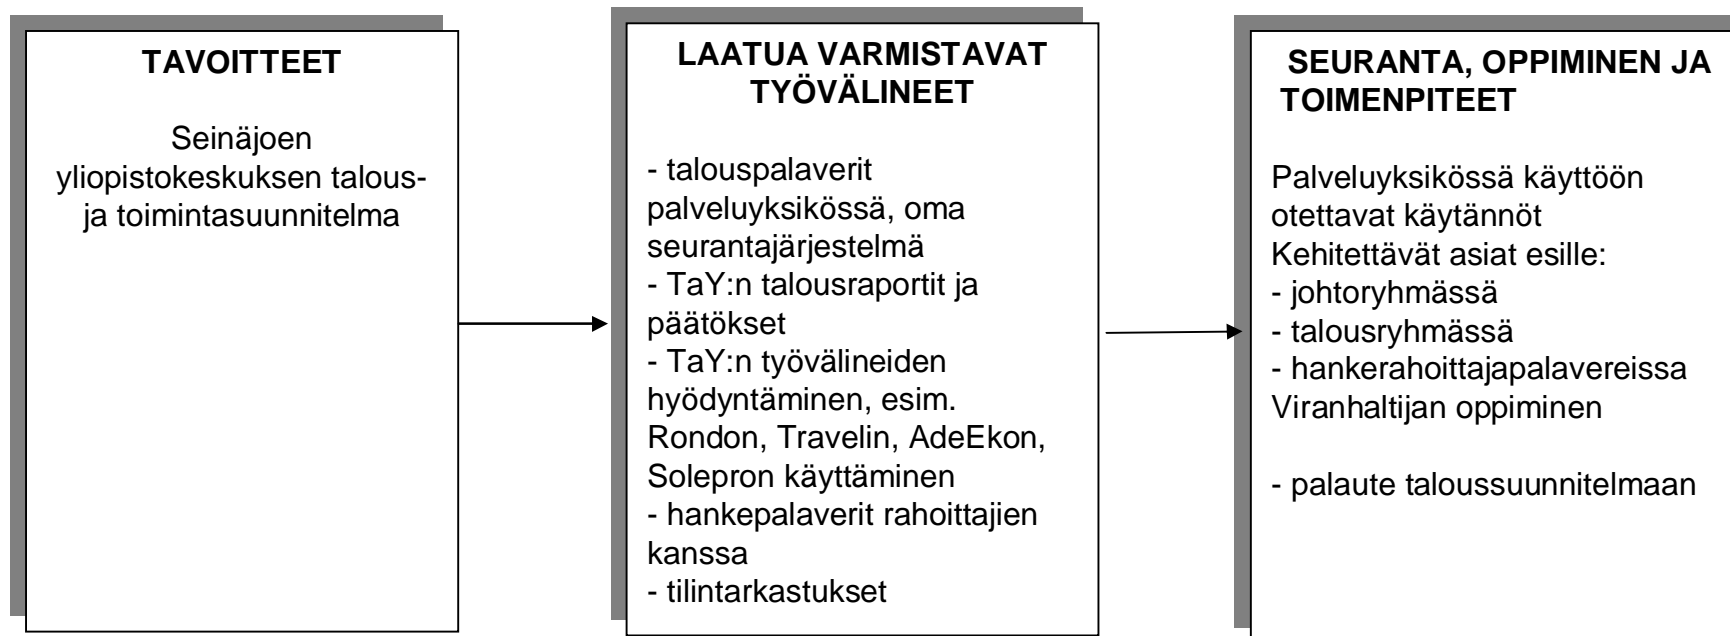 TAVOITTEET
Seinäjoen
yliopistokeskuksen talous-
ja toimintasuunnitelma
LAATUA VARMISTAVAT
TYÖVÄLINEET
- talouspalaverit
palveluyksikössä, oma
seurantajärjestelmä
- TaY:n talousraportit ja
päätökset
- TaY:n työvälineiden
hyödyntäminen, esim.
Rondon, Travelin, AdeEkon,
Solepron käyttäminen
- hankepalaverit rahoittajien
kanssa
- tilintarkastukset
SEURANTA, OPPIMINEN JA
TOIMENPITEET
Palveluyksikössä käyttöön
otettavat käytännöt
Kehitettävät asiat esille:
- johtoryhmässä
- talousryhmässä
- hankerahoittajapalavereissa
Viranhaltijan oppiminen
- palaute taloussuunnitelmaan